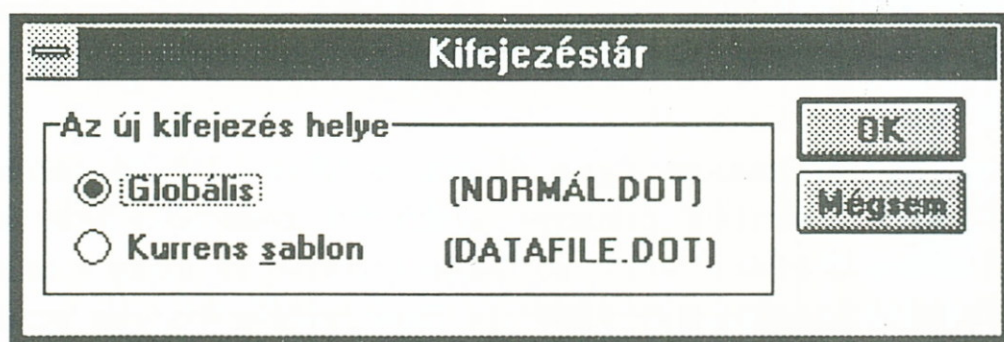 Kifejezéstár
Az új kifejezés helye
Globális (NORMÁL.DOT)
Kurrens sablon (DATAFILE.DOT)
OK
Mégsem